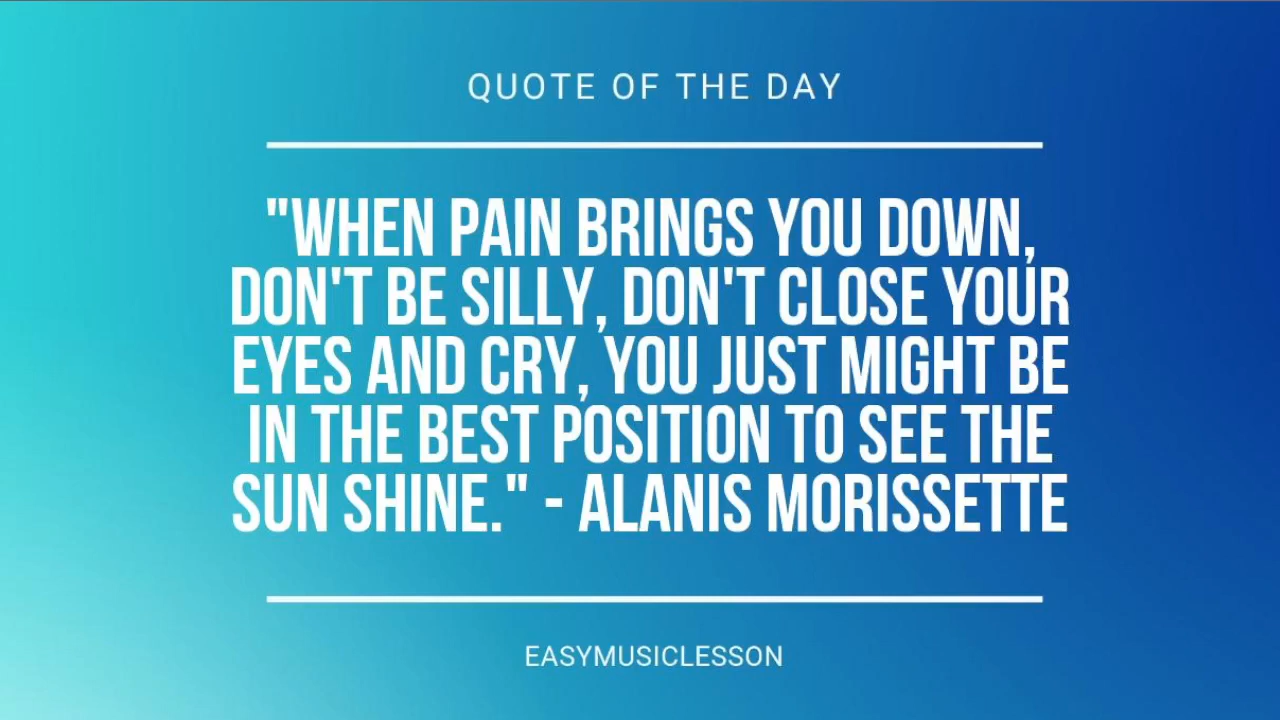 QUOTE OF THE DAY
"WHEN PAIN BRINGS YOU DOWN,
DON'T BE SILLY, DON'T CLOSE YOUR
EYES AND CRY, YOU JUST MIGHT BE
IN THE BEST POSITION TO SEE THE
SUN SHINE." - ALANIS MORISSETTE
EASYMUSICLESSON